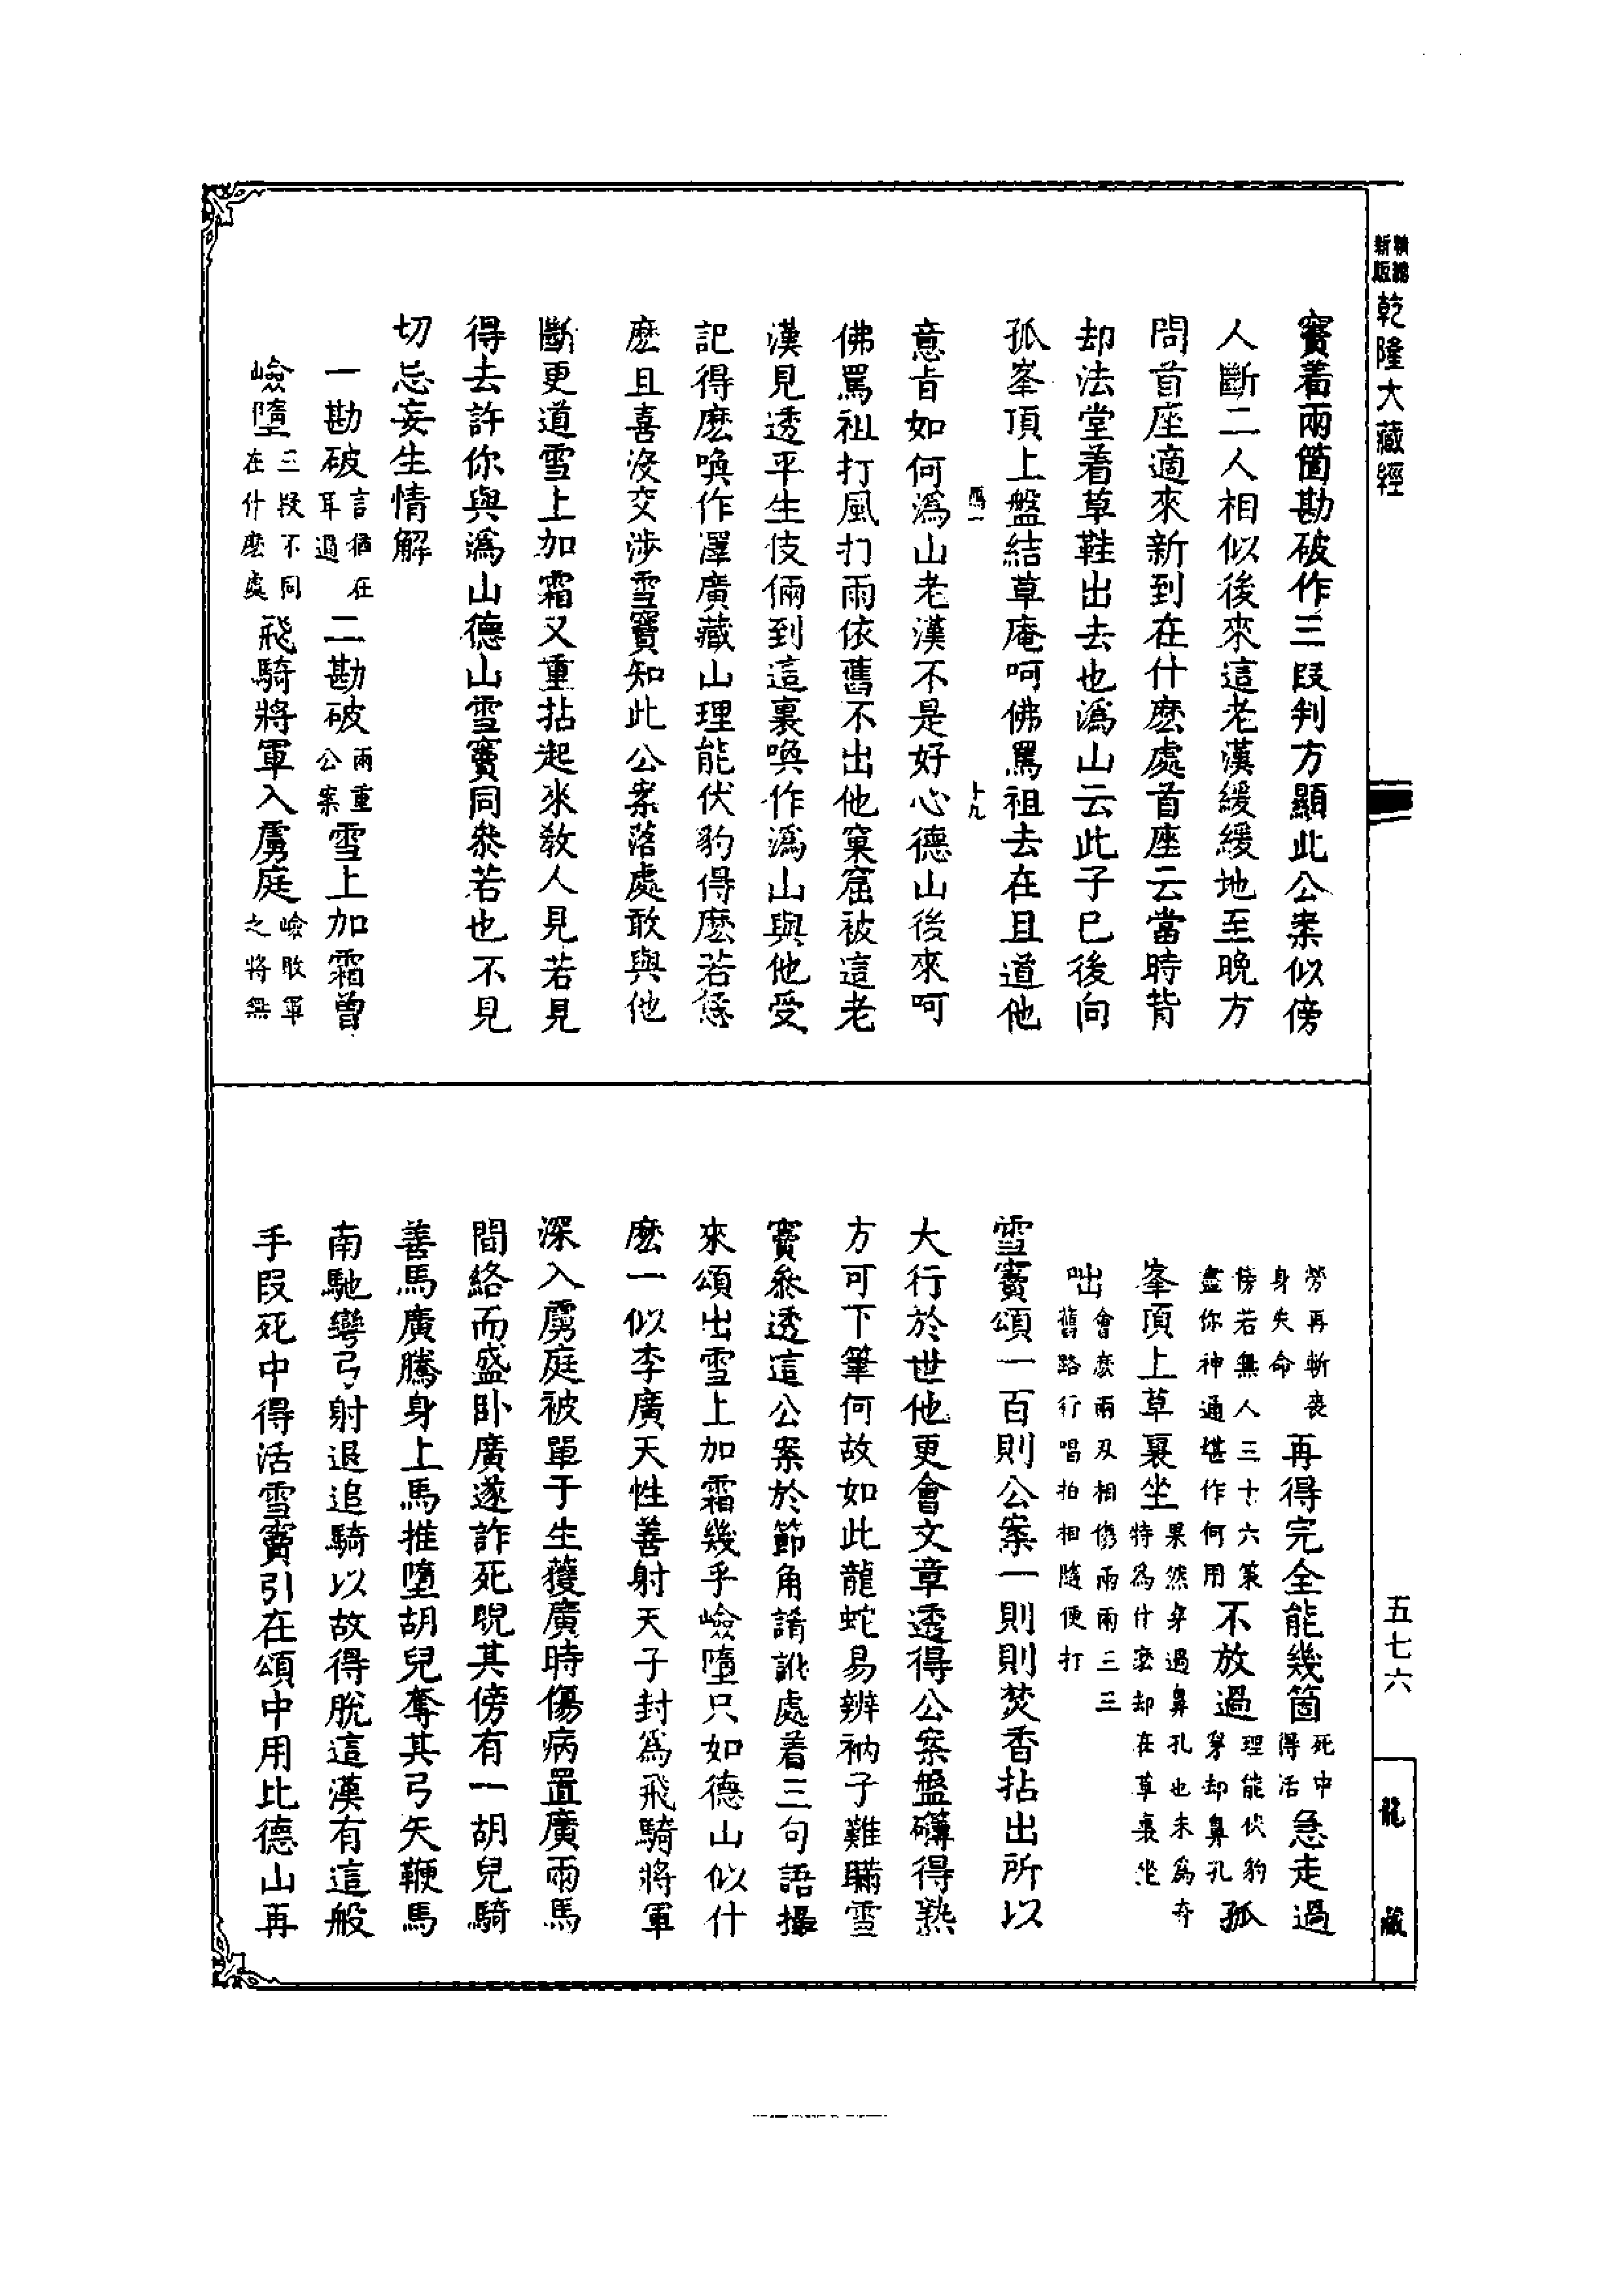 新版
乾隆大藏經
寶着兩箇勘破作三段判方顯此公案似傍
人斷二人相似後來這老漢緩緩地至晚方
問首座適來新到在什麽處首座云當時背
却法堂着草鞋出去也溈山云此子已後向
孤峯頂上盤結草庵呵佛罵祖去在且道他
意旨如何溈山老漢不是好心德山後來呵
佛罵祖打風打雨依舊不出他窠窟被這老
漢見透平生伎倆到這裏喚作溈山與他受
記得麽喚作澤廣藏山理能伏豹得麽若恁
麽且喜沒交涉雪竇知此公案落處敢與他
斷更道雪上加霜又重拈起來敎人見若見
得去許你與溈山德山雪竇同叅若也不見
切忌妄生情解
一勘破言猶在耳過二勘破兩重公案雪上加霜曾
嶮墮三段不同在什麽處飛騎將軍入虜庭嶮敗軍之將無
勞再斬喪身失命再得完全能幾箇死中得活急走過
傍若無人三十六策盡你神通堪作何用不放過理能伏豹穿却鼻孔孤
峯頂上草裏坐果然穿過鼻孔也未爲奇特爲什麽却在草裏坐
咄會麽兩刃相傷兩兩三三舊路行唱拍相隨便打
雪竇頌一百則公案一則則焚香拈出所以
大行於世他更會文章透得公案盤礴得熟
方可下筆何故如此龍蛇易辨衲子難瞞雪
竇叅透這公案於節角誵訛處着三句語撮
來頌出雪上加霜幾乎嶮墮只如德山似什
麽一似李廣天性善射天子封爲飛騎將軍
深入虜庭被單于生獲廣時傷病置廣兩馬
間絡而盛卧廣遂詐死睨其傍有一胡兒騎
善馬廣騰身上馬推墮胡兒奪其弓矢鞭馬
南馳彎弓射退追騎以故得脫這漢有這般
手段死中得活雪竇引在頌中用比德山再
五七六
龍藏